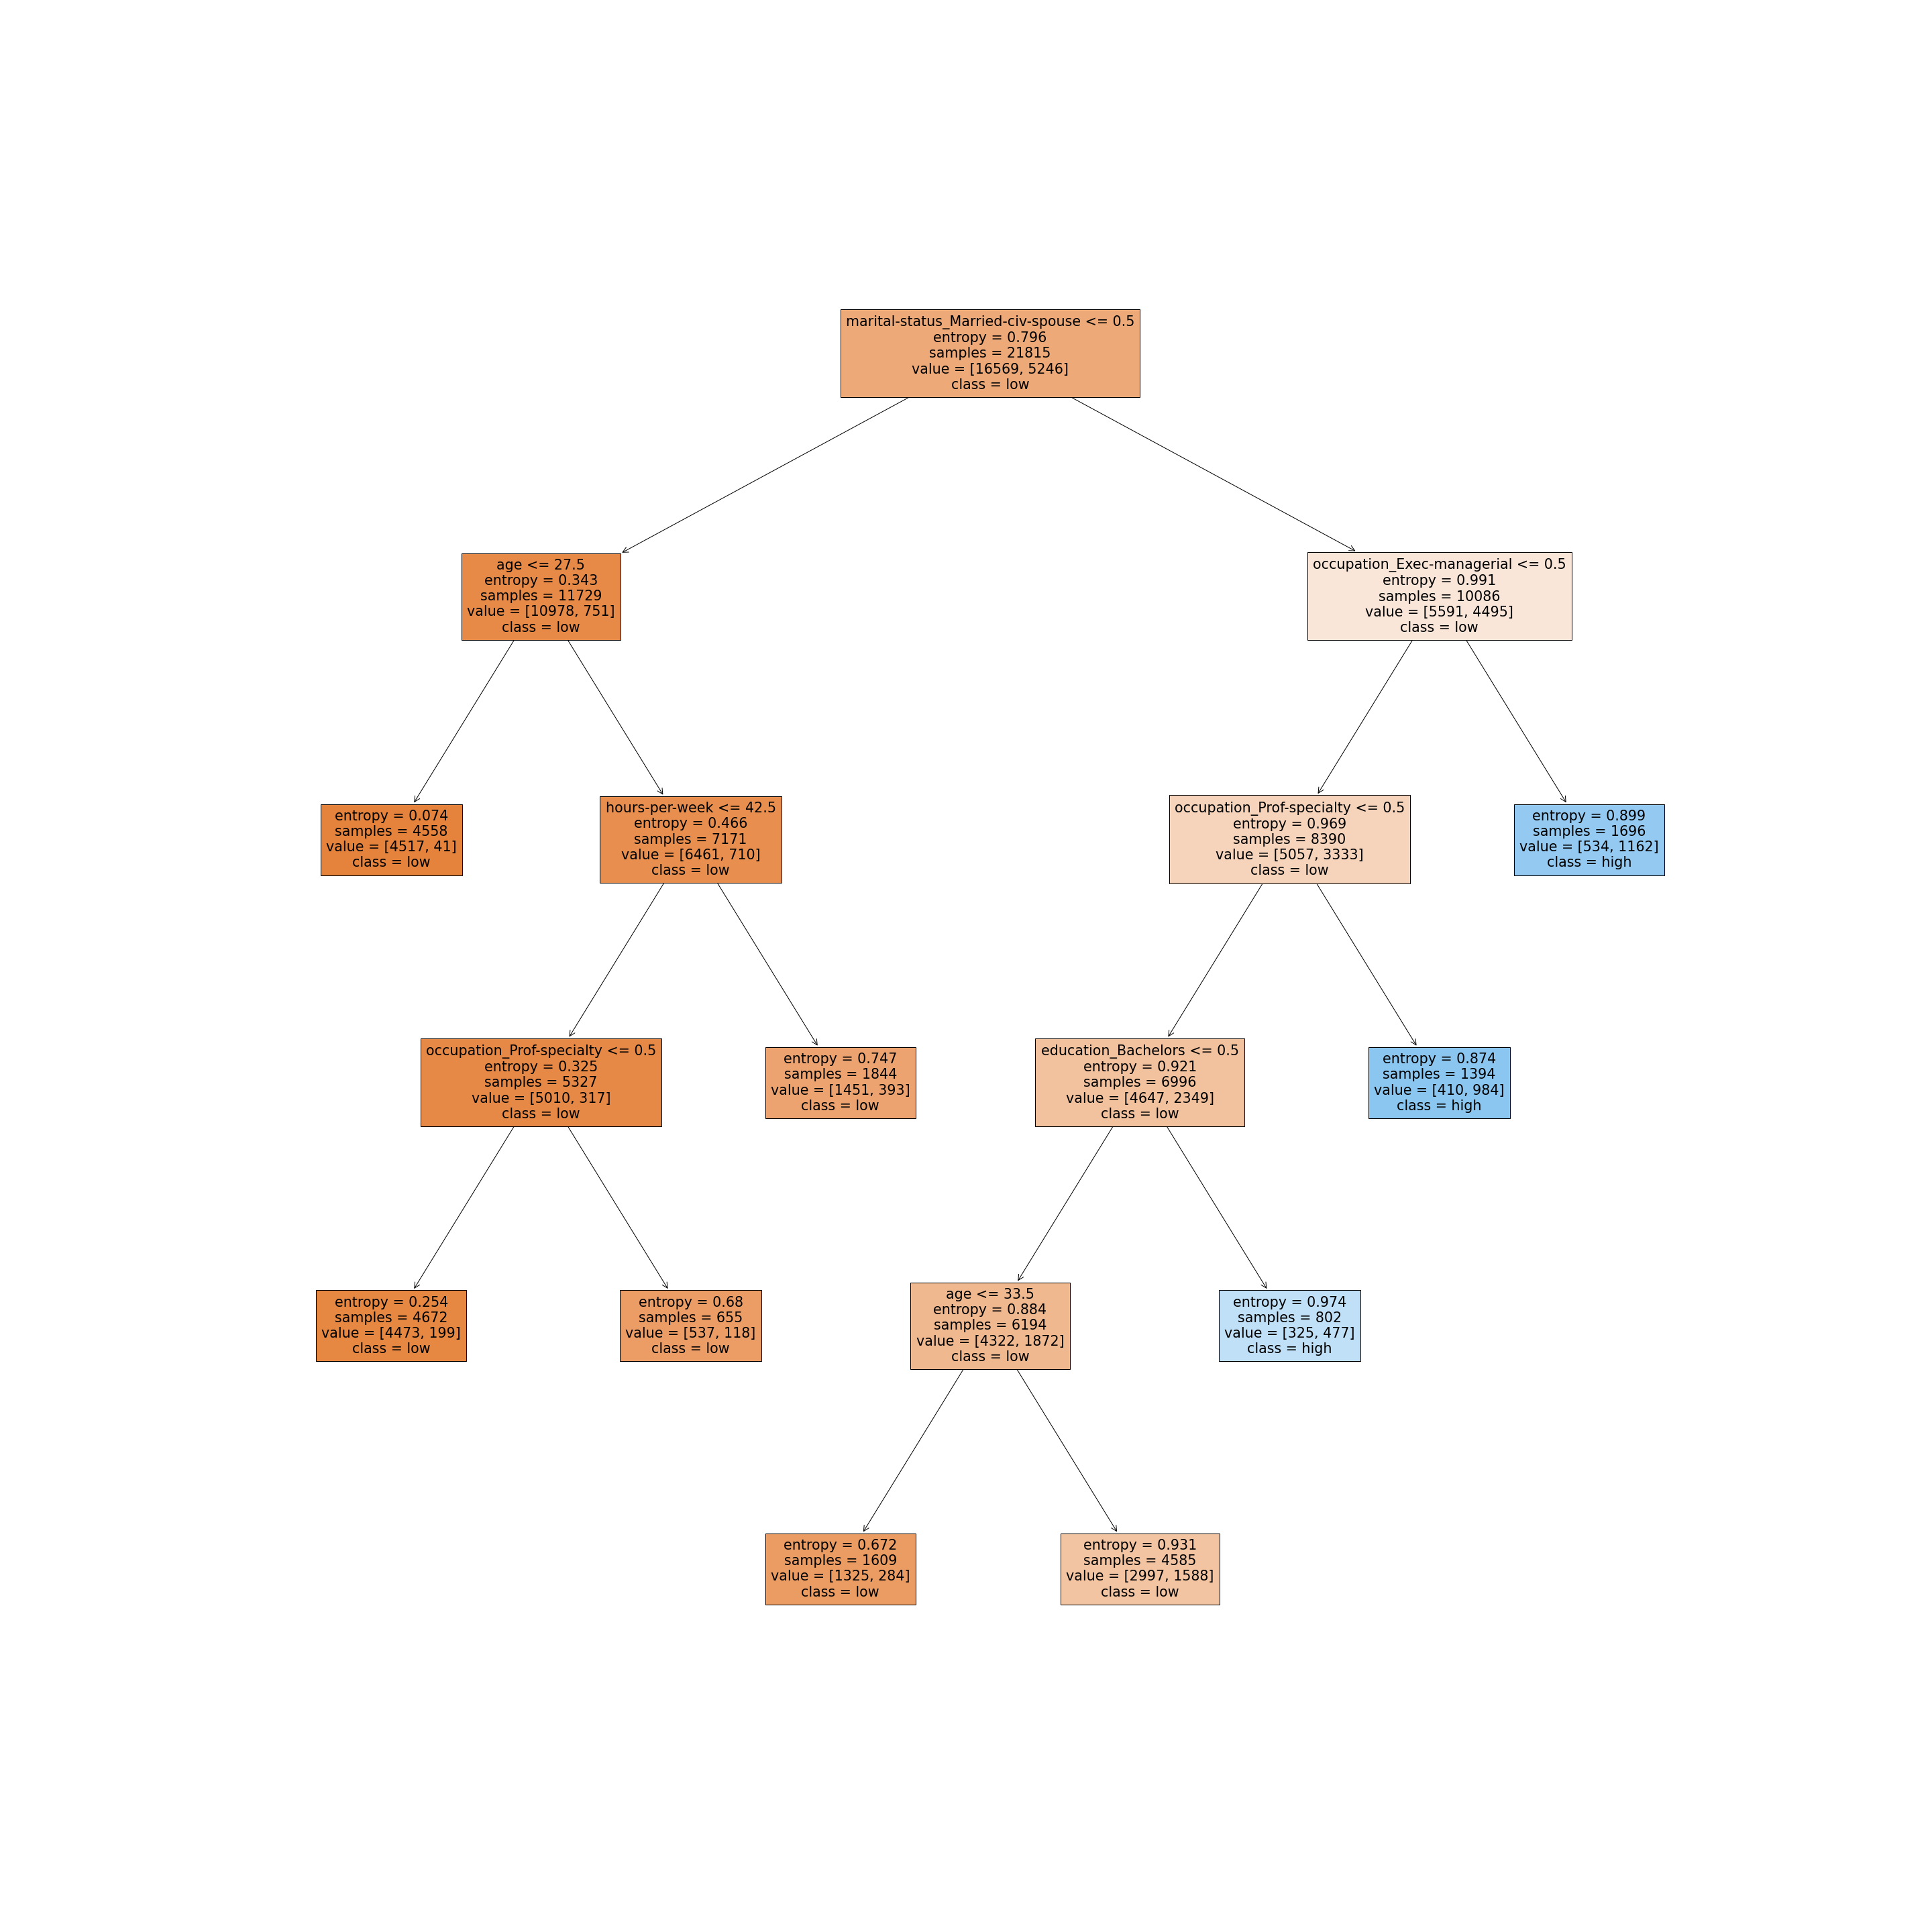 marital-status_Married-civ-spouse <= 0.5
entropy = 0.796
samples = 21815
value = [16569, 5246]
class = low
age <= 27.5
entropy = 0.343
samples = 11729
value = [10978, 751]
class = low
occupation_Exec-managerial <= 0.5
entropy = 0.991
samples = 10086
value = [5591, 4495]
class = low
entropy = 0.074
samples = 4558
value = [4517, 41]
class = low
hours-per-week <= 42.5
entropy = 0.466
samples = 7171
value = [6461, 710]
class = low
occupation_Prof-specialty <= 0.5
entropy = 0.969
samples = 8390
value = [5057, 3333]
class = low
entropy = 0.899
samples = 1696
value = [534, 1162]
class = high
occupation_Prof-specialty <= 0.5
entropy = 0.325
samples = 5327
value = [5010, 317]
class = low
entropy = 0.747
samples = 1844
value = [1451, 393]
class = low
education_Bachelors <= 0.5
entropy = 0.921
samples = 6996
value = [4647, 2349]
class = low
entropy = 0.874
samples = 1394
value = [410, 984]
class = high
entropy = 0.254
samples = 4672
value = [4473, 199]
class = low
entropy = 0.68
samples = 655
value = [537, 118]
class = low
age <= 33.5
entropy = 0.884
samples = 6194
value = [4322, 1872]
class = low
entropy = 0.974
samples = 802
value = [325, 477]
class = high
entropy = 0.672
samples = 1609
value = [1325, 284]
class = low
entropy = 0.931
samples = 4585
value = [2997, 1588]
class = low